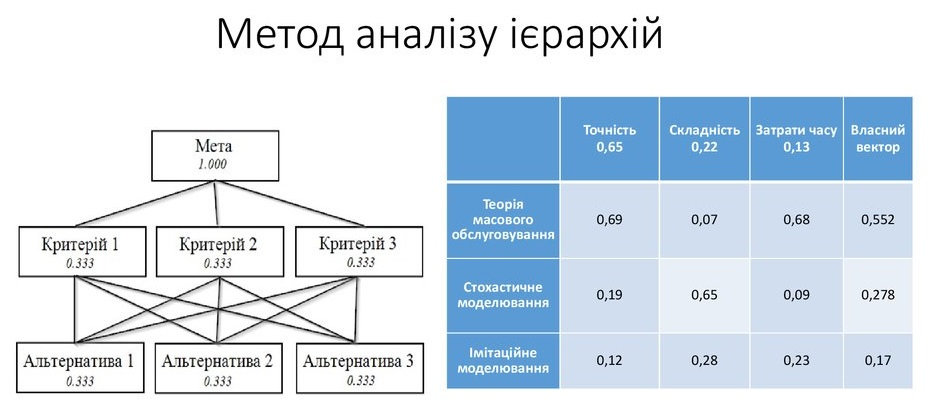 Метод аналізу ієрархій
Мета
1.000
Критерій 1
0.333
Критерій 2
0.333
Критерій 3
0.333
Альтернатива 1
0.333
Альтернатива 2
0.333
Альтернатива 3
0.333
Точність
0,65
Складність
0,22
Затрати часу
0,13
Власний
вектор
Теорія
масового
обслуговування
0,69
0,07
0,68
0,552
Стохастичне
моделювання
0,19
0,65
0,09
0,278
Імітаційне
моделювання
0,12
0,28
0,23
0,17